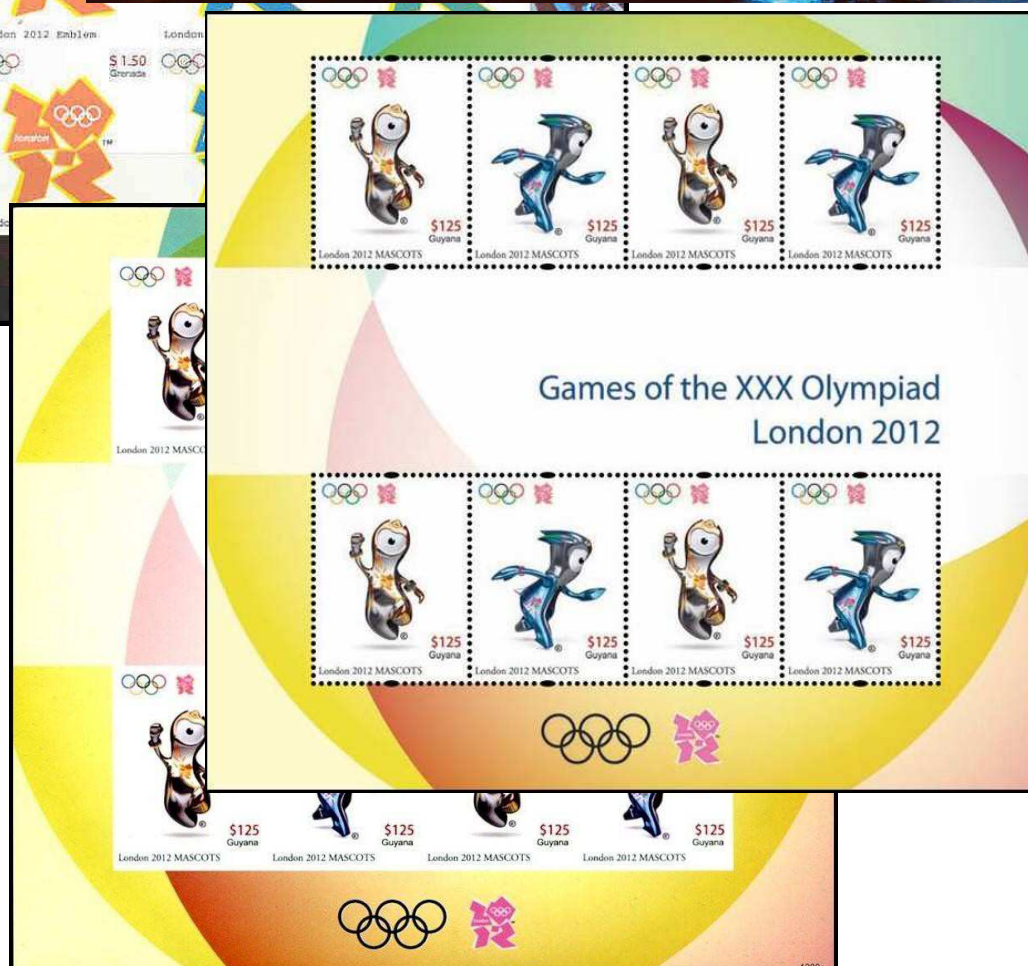 2012 Emblem
London
$ 1.50
Grenada
london
TM
$125 $125 $125 $125
Guyana Guyana Guyana Guyana
London 2012 MASCOTS London 2012 MASCOTS London 2012 MASCOTS London 2012 MASCOTS
Games of the XXX Olympiad
London 2012
$125 $125 $125 $125
Guyana Guyana Guyana Guyana
London 2012 MASCOTS London 2012 MASCOTS London 2012 MASCOTS London 2012 MASCOTS
London 2012 MASCO
$125 $125 $125 $125
Guyana Guyana Guyana Guyana
London 2012 MASCOTS London 2012 MASCOTS London 2012 MASCOTS London 2012 MASCOTS